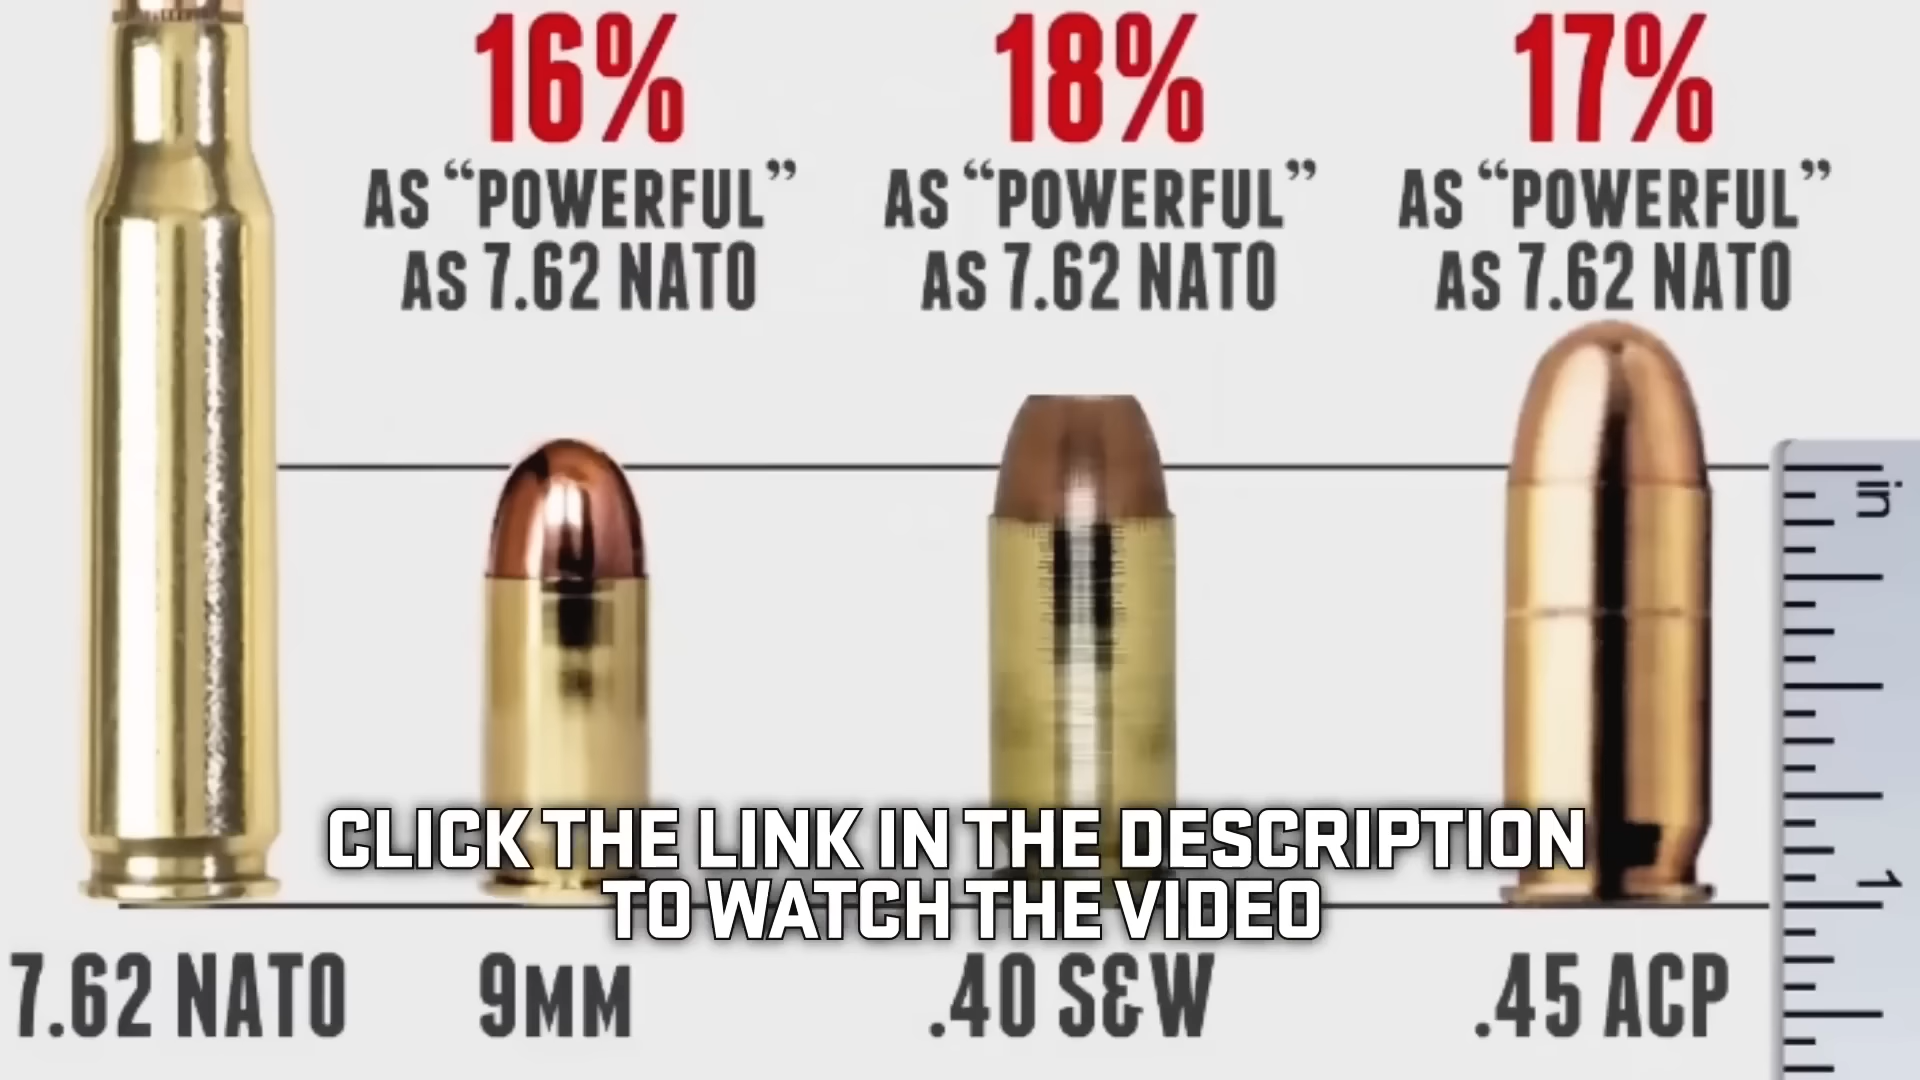 16%
AS “POWERFUL”
AS 7.62 NATO
18%
AS “POWERFUL”
AS 7.62 NATO
17%
AS “POWERFUL”
AS 7.62 NATO
in
1
CLICK THE LINK IN THE DESCRIPTION
TO WATCH THE VIDEO
7.62 NATO
9MM
.40 S&W
.45 ACP